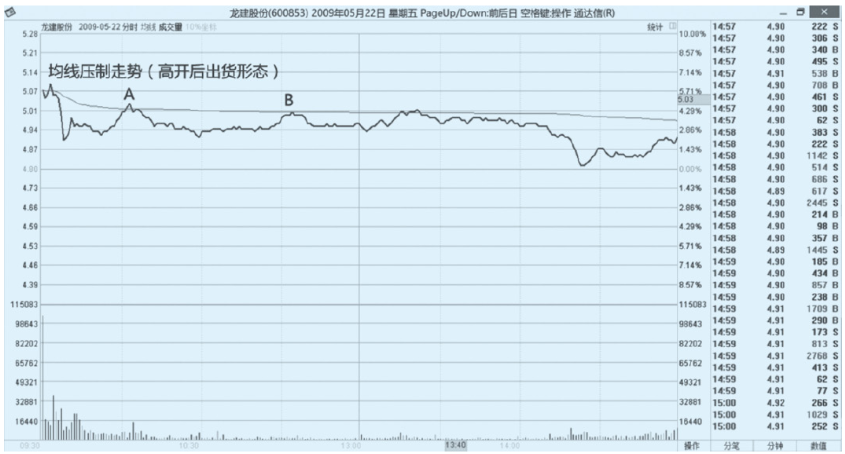 龙建股份(600853) 2009年05月22日 星期五 PageUp/Down:前后日 空格键:操作 通达信(R)
龙建股份 2009-05-22 分时 均线 成交量 10%坐标 统计
均线压制走势（高开后出货形态）
A
B
5.28
5.21
5.14
5.07
5.01
4.94
4.87
4.80
4.73
4.66
4.59
4.53
4.46
4.39
115083
98643
82202
65762
49321
32881
16440
10.00%
8.57%
7.14%
5.71%
5.03
4.29%
2.86%
1.43%
0.00%
1.43%
2.86%
4.29%
5.71%
7.14%
8.57%
115083
98643
82202
65762
49321
32881
16440
09:30 10:30 13:00 13:40 14:00 操作
14:57 4.90 222 S
14:57 4.90 306 S
14:57 4.90 340 B
14:57 4.90 495 S
14:57 4.91 538 B
14:57 4.90 708 B
14:57 4.90 461 S
14:57 4.90 300 S
14:57 4.90 62 S
14:58 4.90 383 S
14:58 4.90 222 S
14:58 4.90 1142 S
14:58 4.90 514 S
14:58 4.90 686 S
14:58 4.89 617 S
14:58 4.90 2445 S
14:58 4.90 214 B
14:58 4.90 98 B
14:58 4.90 357 B
14:58 4.89 1445 S
14:59 4.90 185 B
14:59 4.90 434 B
14:59 4.90 857 B
14:59 4.90 238 B
14:59 4.91 1709 B
14:59 4.91 290 B
14:59 4.91 173 S
14:59 4.91 813 S
14:59 4.91 2768 S
14:59 4.91 413 S
14:59 4.91 62 S
14:59 4.91 77 S
15:00 4.92 266 S
15:00 4.91 1029 S
15:00 4.91 252 S
分笔 分钟 数值